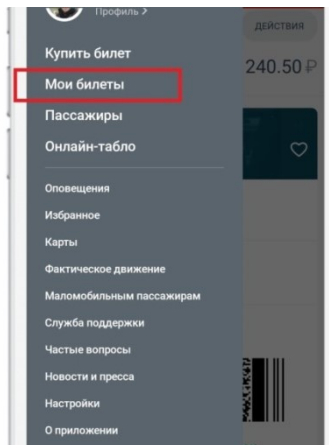 Профиль >
ДЕЙСТВИЯ
Купить билет
240.50 ₽
Мои билеты
Пассажиры
Онлайн-табло
Оповещения
Избранное
Карты
Фактическое движение
Маломобильным пассажирам
Служба поддержки
Частые вопросы
Новости и пресса
Настройки
О приложении